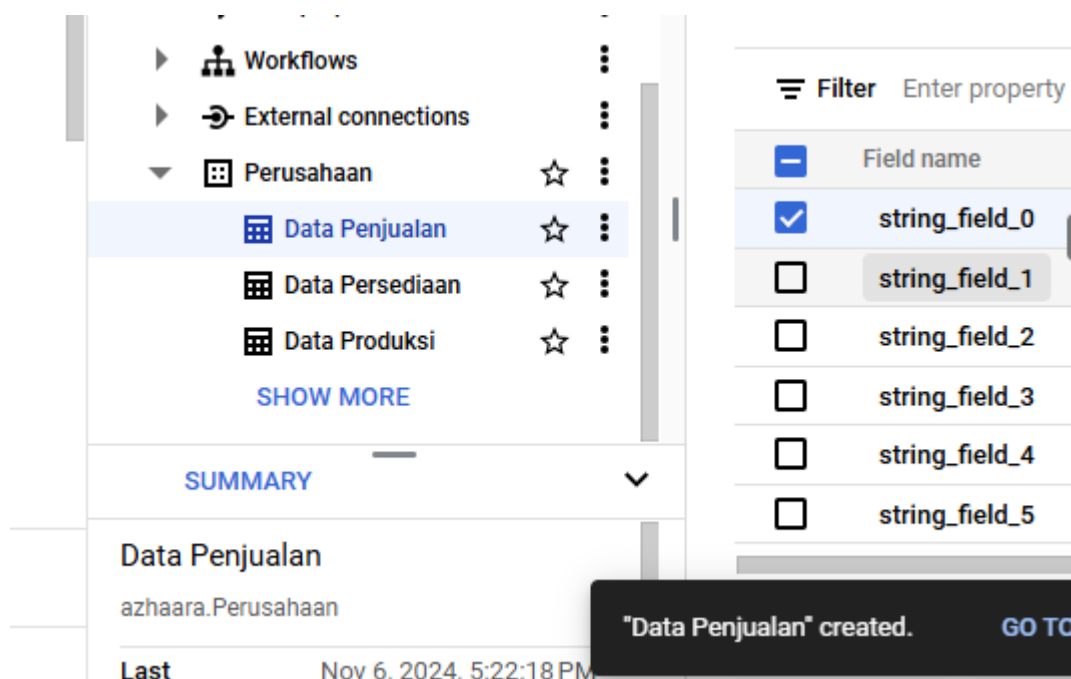 Workflows
External connections
Perusahaan
Data Penjualan
Data Persediaan
Data Produksi
SHOW MORE
SUMMARY
Data Penjualan
azhaara.Perusahaan
Last Nov 6, 2024, 5:22:18 PM
Filter Enter property
Field name
string_field_0
string_field_1
string_field_2
string_field_3
string_field_4
string_field_5
"Data Penjualan" created. GO TO